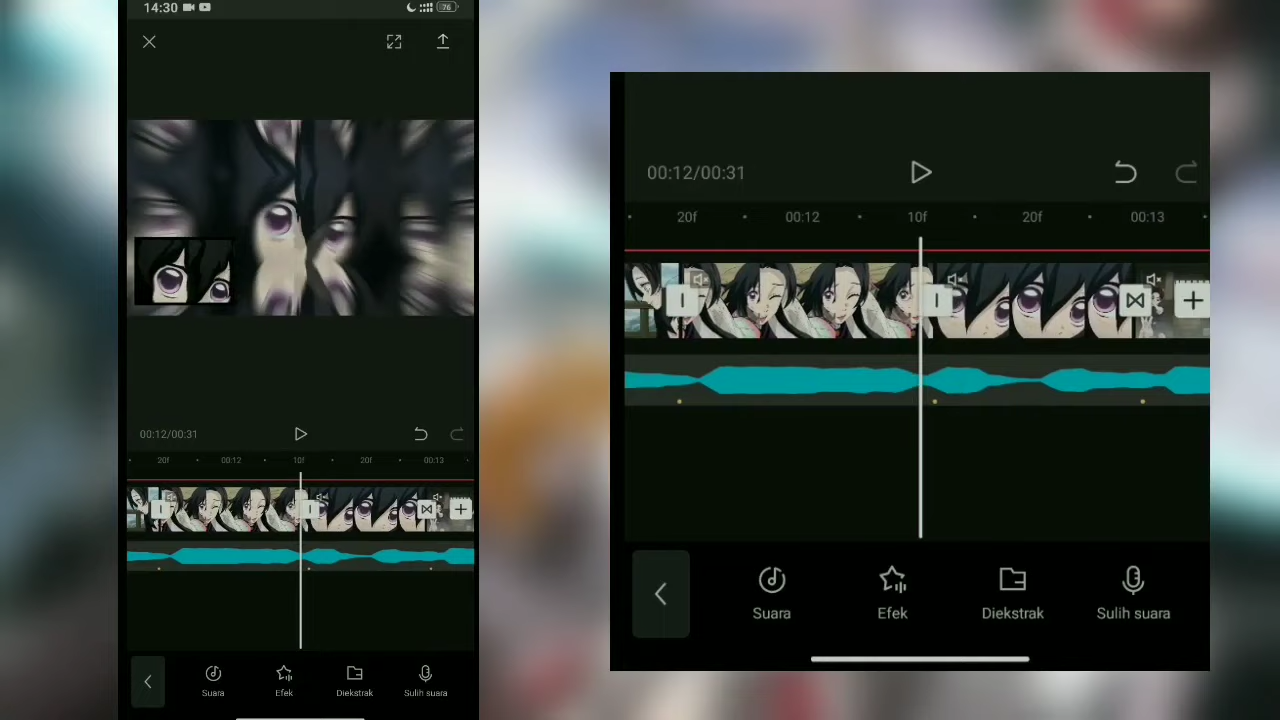 14:30
76
00:12/00:31
20f 00:12 10f 20f 00:13
Suara Efek Diekstrak Sulih suara
00:12/00:31
20f 00:12 10f 20f 00:13
Suara Efek Diekstrak Sulih suara